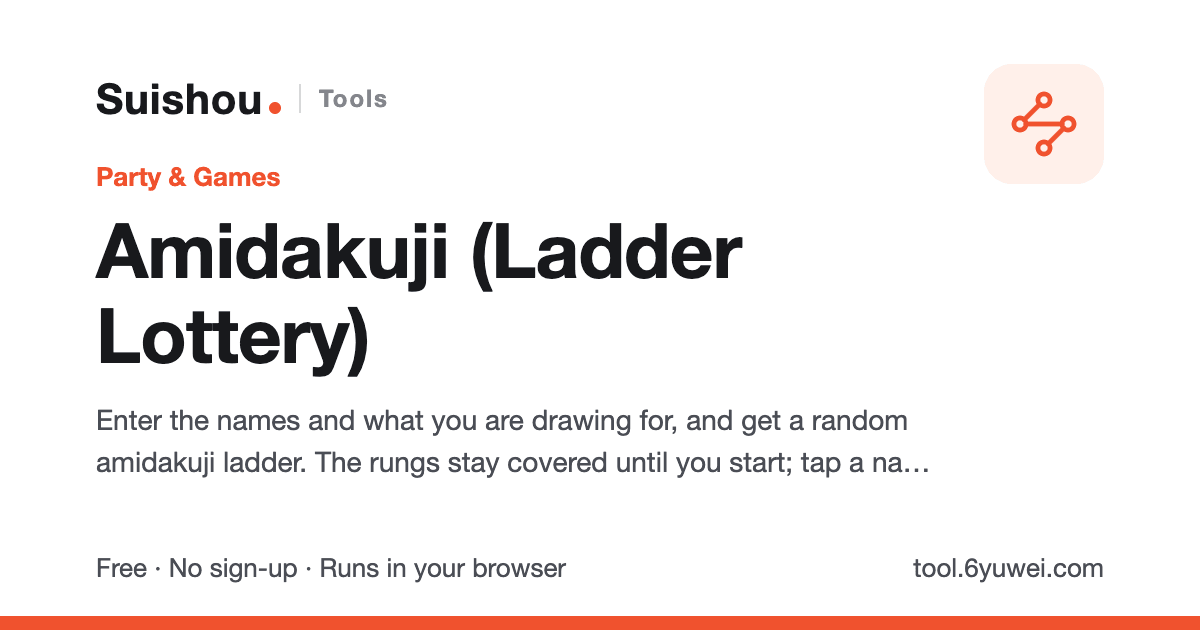 Suishou. | Tools
Party & Games
Amidakuji (Ladder
Lottery)
Enter the names and what you are drawing for, and get a random
amidakuji ladder. The rungs stay covered until you start; tap a na…
Free · No sign-up · Runs in your browser
tool.6yuwei.com